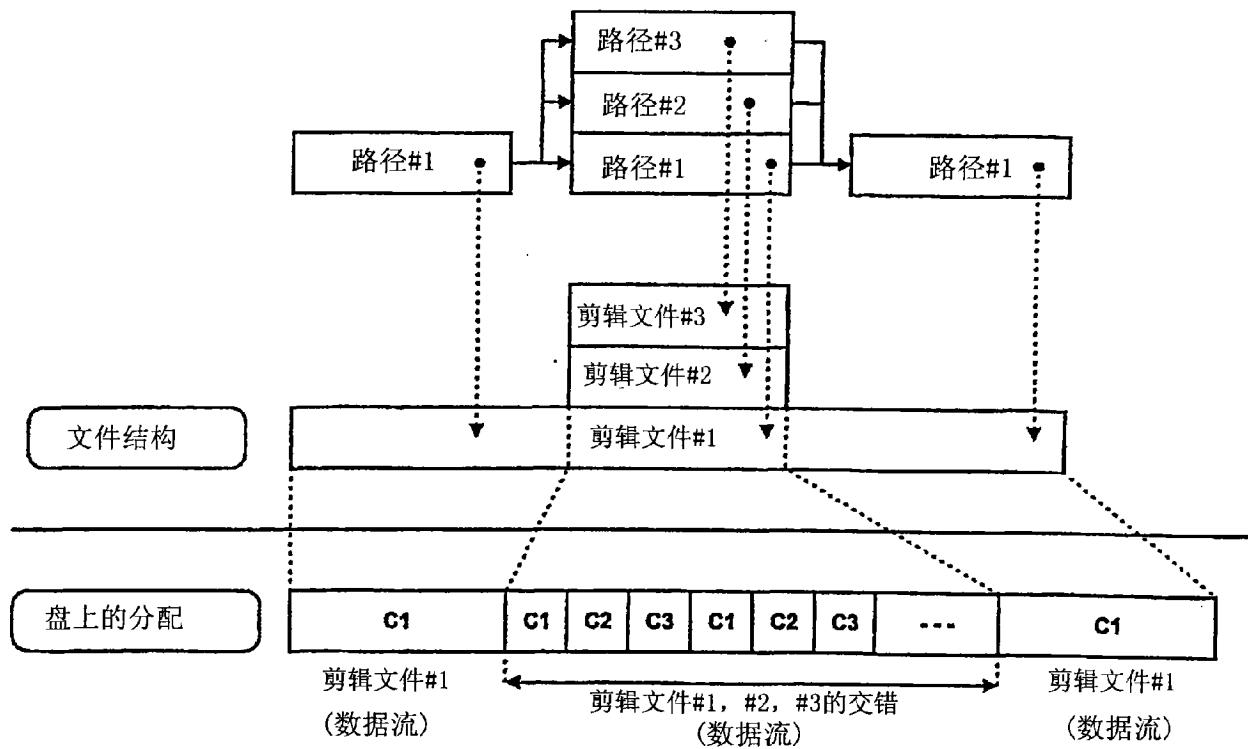 路径#3
路径#2
路径#1
路径#1
路径#1
剪辑文件#3
剪辑文件#2
文件结构
剪辑文件#1
盘上的分配
C1
C1
C2
C3
C1
C2
C3
---
C1
剪辑文件#1
(数据流)
剪辑文件#1, #2, #3的交错
(数据流)
剪辑文件#1
(数据流)